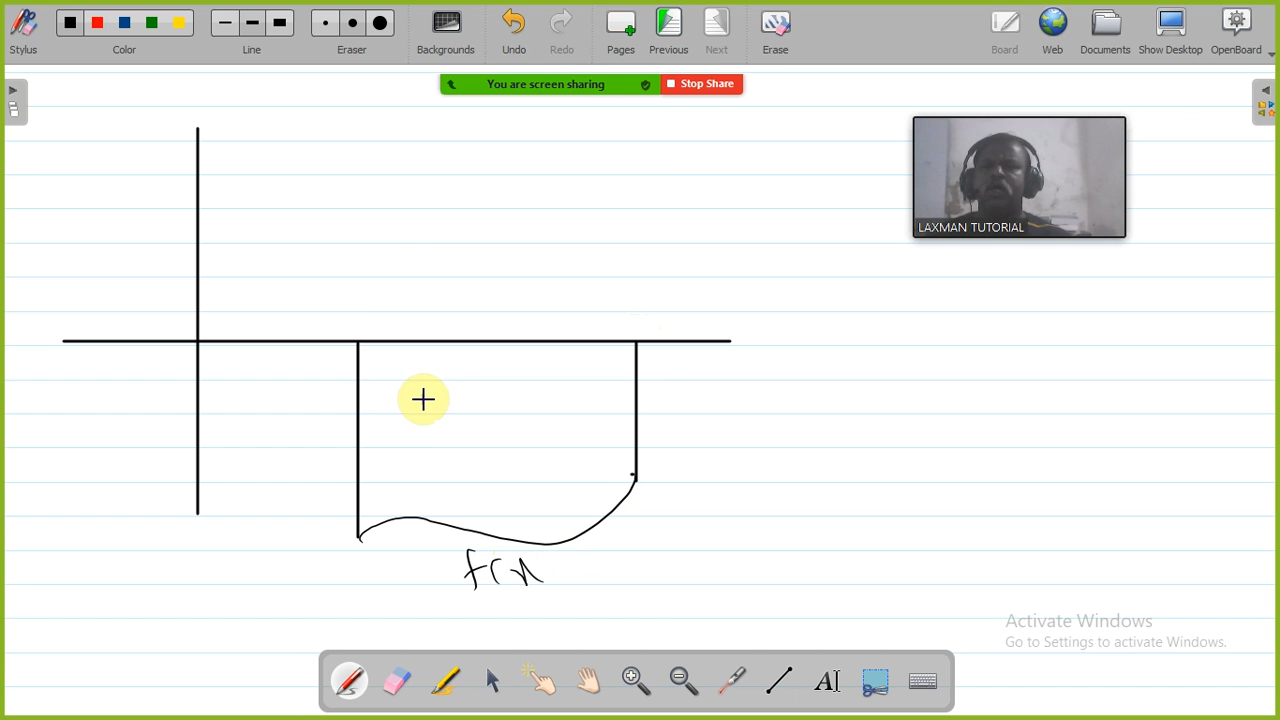 Stylus
Color
Line
Eraser
Backgrounds
Undo
Redo
Pages
Previous
Next
Erase
Board
Web
Documents
Show Desktop
OpenBoard
You are screen sharing
Stop Share
LAXMAN TUTORIAL
f(x
Activate Windows
Go to Settings to activate Windows.